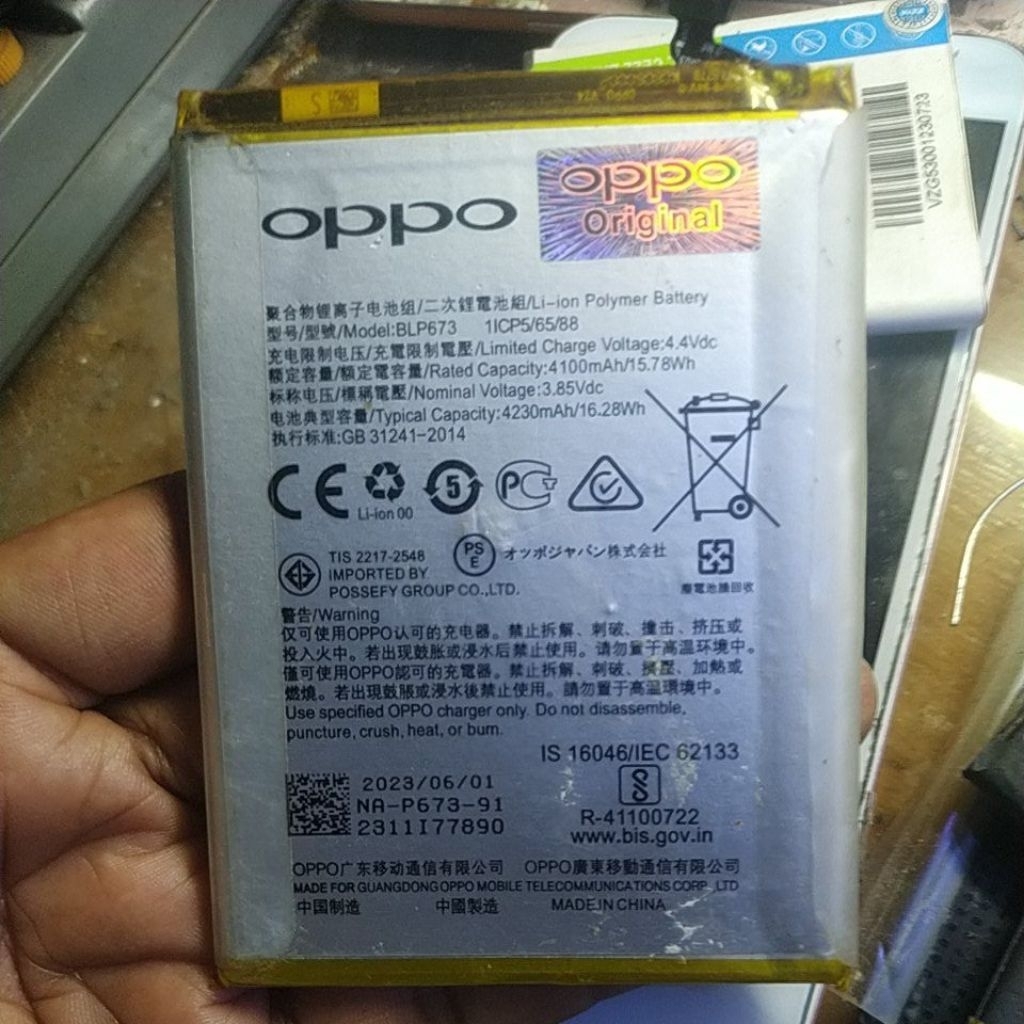 VZG53001230723
oppo
oppo
Original
聚合物锂离子电池组/二次鋰電池組/Li-ion Polymer Battery
型号/型號/Model:BLP673 1ICP5/65/88
充电限制电压/充電限制電壓/Limited Charge Voltage:4.4Vdc
额定容量/額定電容量/Rated Capacity:4100mAh/15.78Wh
标称电压/標稱電壓/Nominal Voltage:3.85Vdc
电池典型容量/Typical Capacity:4230mAh/16.28Wh
执行标准:GB 31241-2014
CE
Li-ion 00
5
PS
E
オッポジャパン株式会社
TIS 2217-2548
IMPORTED BY
POSSEFY GROUP CO.,LTD.
廢電池請回收
警告/Warning
仅可使用OPPO认可的充电器。禁止拆解、刺破、撞击、挤压或
投入火中。若出现鼓胀或浸水后禁止使用。请勿置于高温环境中。
僅可使用OPPO認可的充電器。禁止拆解、刺破、擠壓、加熱或
燃燒。若出現鼓脹或浸水後禁止使用。請勿置于高溫環境中。
Use specified OPPO charger only. Do not disassemble,
puncture, crush, heat, or burn.
IS 16046/IEC 62133
2023/06/01
NA-P673-91
2311I77890
R-41100722
www.bis.gov.in
OPPO广东移动通信有限公司 OPPO廣東移動通信有限公司
MADE FOR GUANGDONG OPPO MOBILE TELECOMMUNICATIONS CORP.,LTD
中国制造 中國製造 MADE IN CHINA